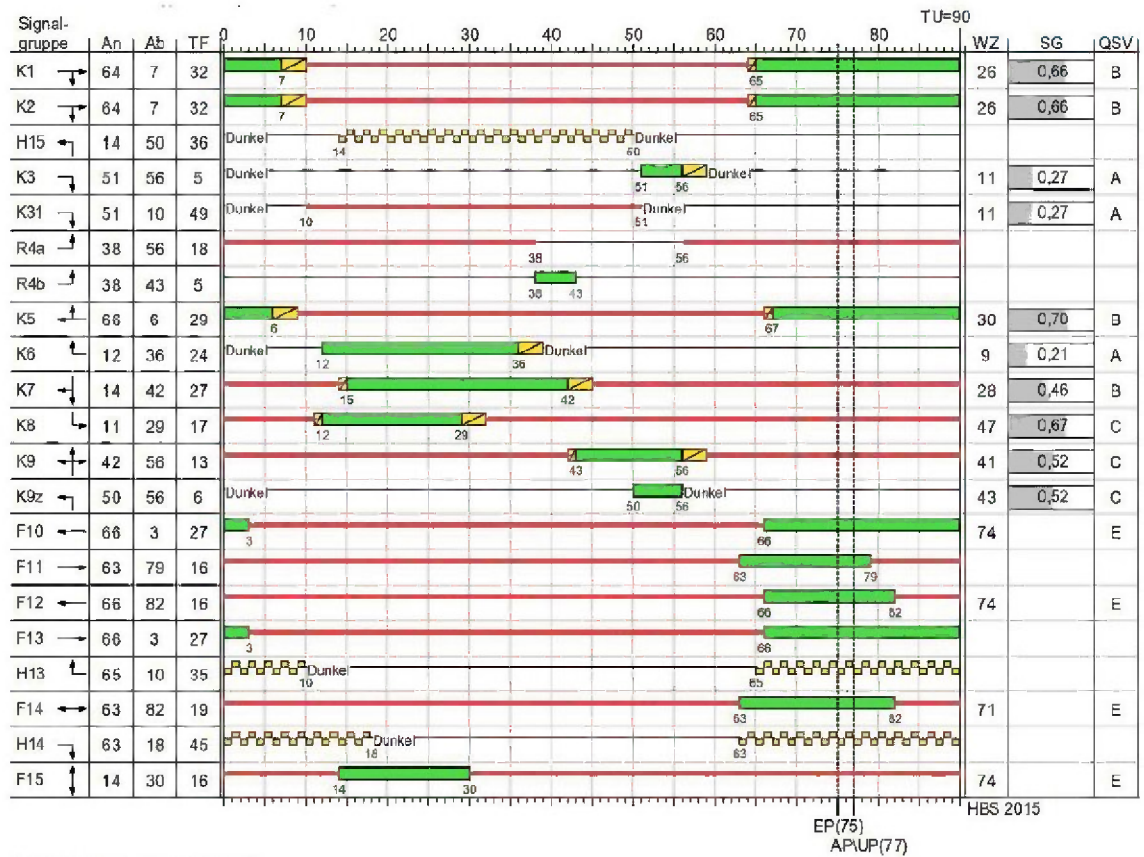 TU=90
Signal-
gruppe An Ab TF 0 10 20 30 40 50 60 70 80 WZ SG QSV
K1 64 7 32 7 65 26 0,66 B
K2 64 7 32 7 65 26 0,66 B
H15 14 50 36 Dunkel 14 50 Dunkel
K3 51 56 5 Dunkel 51 56 Dunkel 11 0,27 A
K31 51 10 49 Dunkel 10 51 Dunkel 11 0,27 A
R4a 38 56 18 38 56
R4b 38 43 5 38 43
K5 66 6 29 6 67 30 0,70 B
K6 12 36 24 Dunkel 12 36 Dunkel 9 0,21 A
K7 14 42 27 15 42 28 0,46 B
K8 11 29 17 12 29 47 0,67 C
K9 42 56 13 43 56 41 0,52 C
K9z 50 56 6 Dunkel 50 56 Dunkel 43 0,52 C
F10 66 3 27 3 66 74 E
F11 63 79 16 63 79
F12 66 82 16 66 82 74 E
F13 66 3 27 3 66
H13 65 10 35 10 Dunkel 65
F14 63 82 19 63 82 71 E
H14 63 18 45 18 Dunkel 63
F15 14 30 16 14 30 74 E
HBS 2015
EP(75)
AP\UP(77)